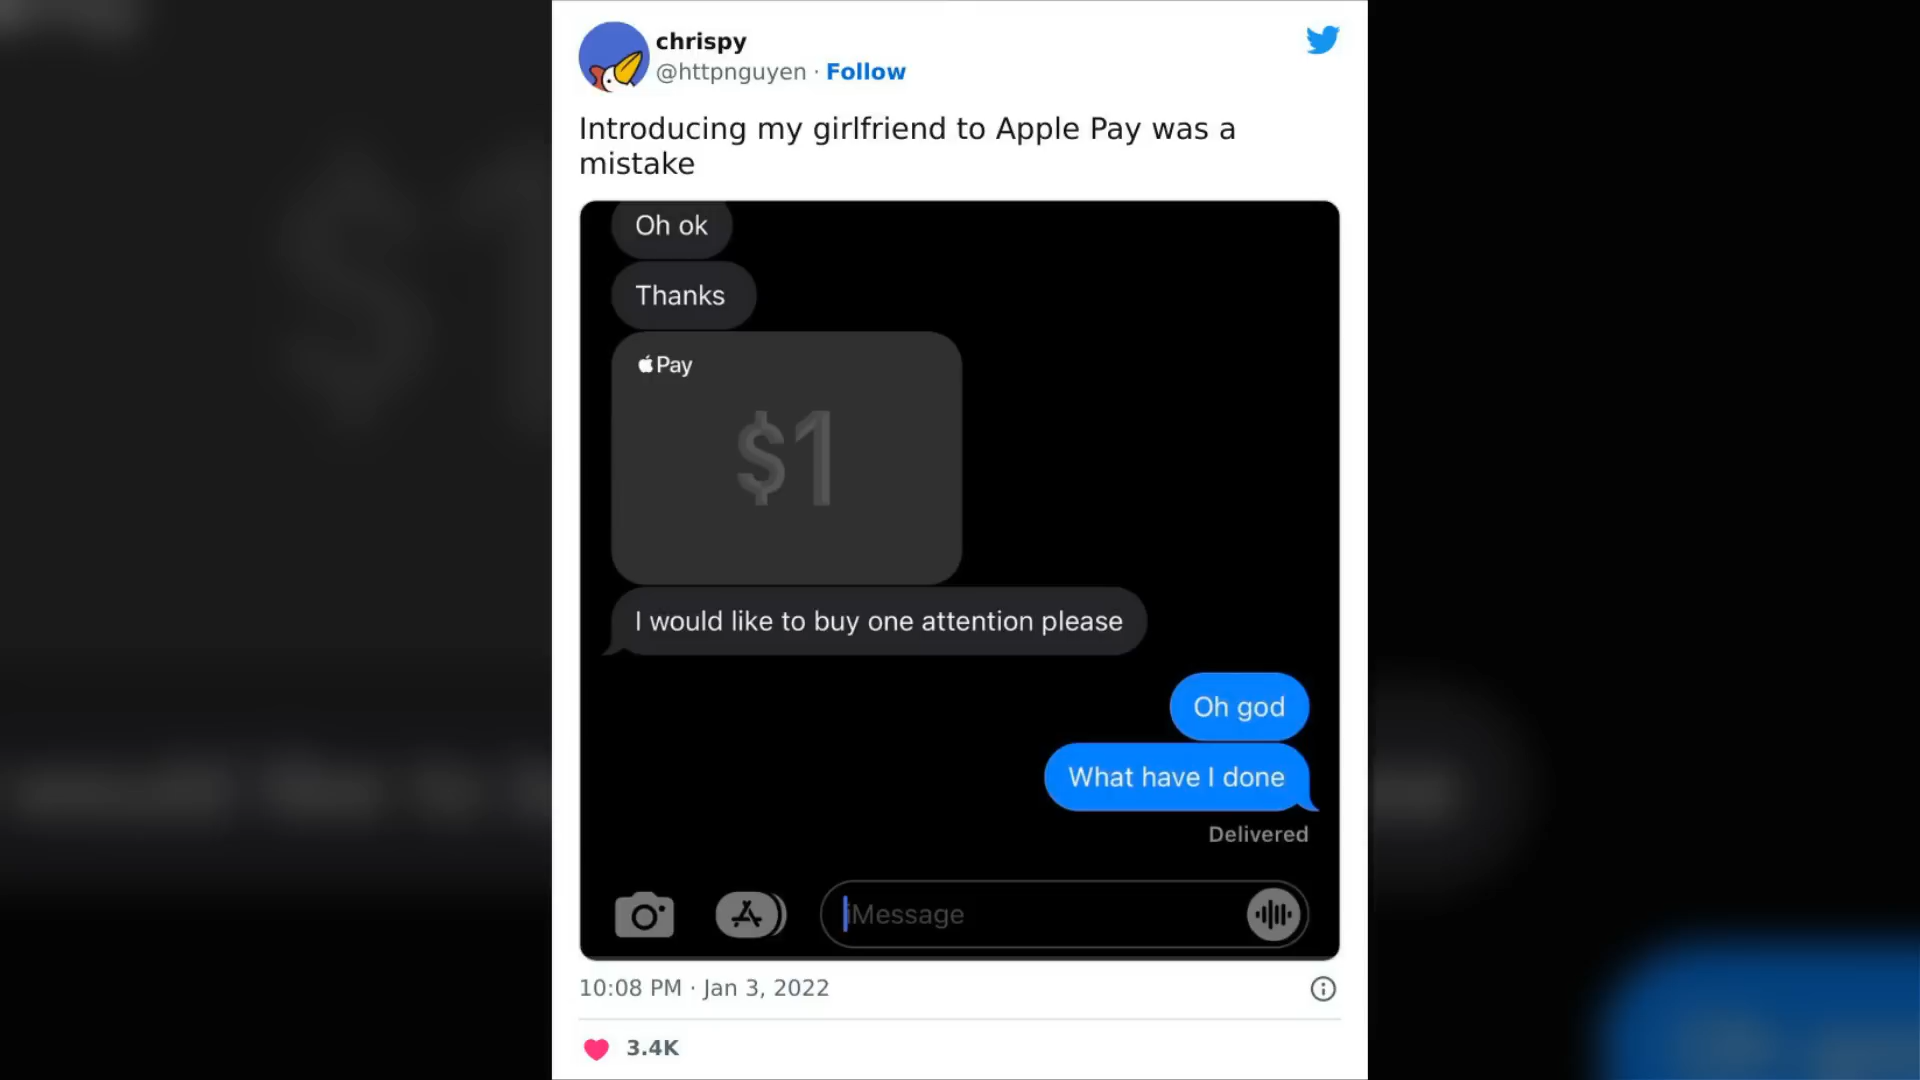 chrispy
@httpnguyen · Follow
Introducing my girlfriend to Apple Pay was a
mistake
Oh ok
Thanks
Pay
$1
I would like to buy one attention please
Oh god
What have I done
Delivered
iMessage
10:08 PM · Jan 3, 2022
3.4K